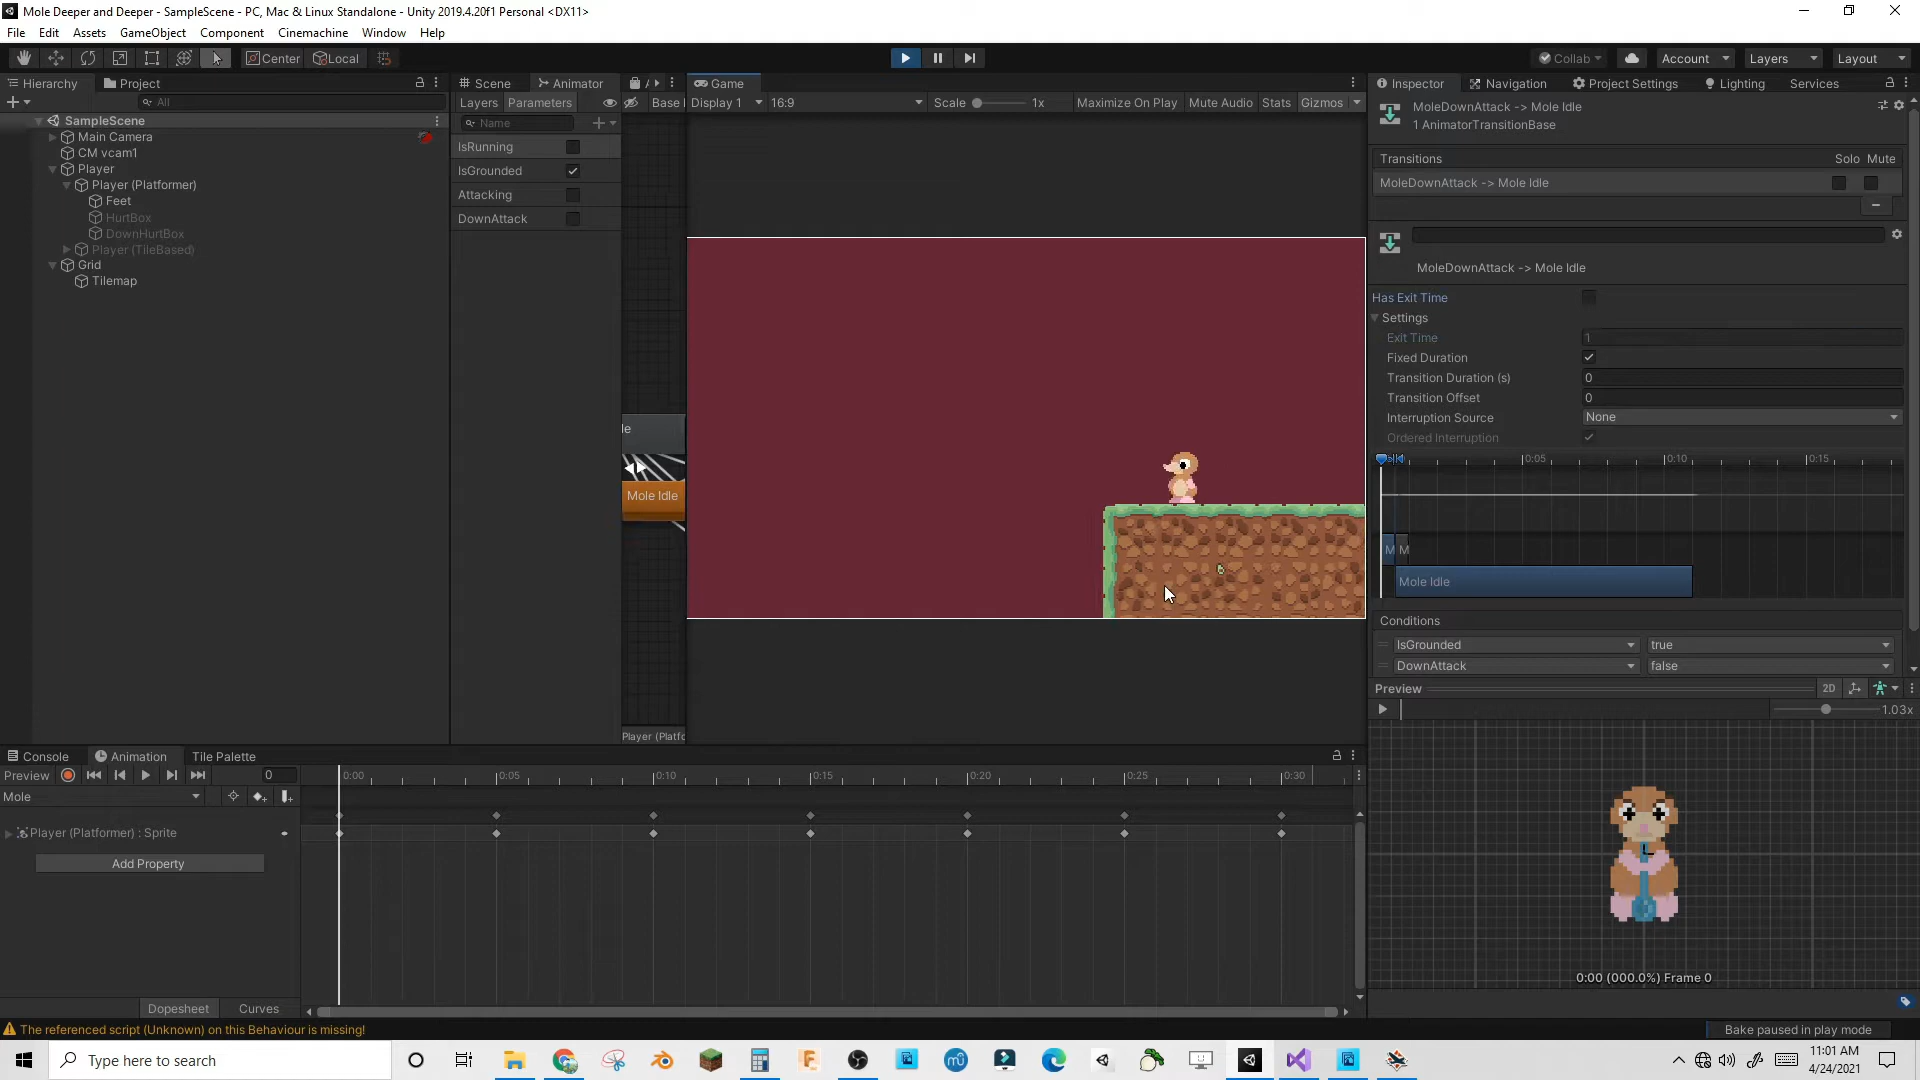 Mole Deeper and Deeper - SampleScene - PC, Mac & Linux Standalone - Unity 2019.4.20f1 Personal <DX11>
File Edit Assets GameObject Component Cinemachine Window Help
Center Local Collab Account Layers Layout
Hierarchy Project Scene Animator Game Inspector Navigation Project Settings Lighting Services
All Layers Parameters Base Display 1 16:9 Scale 1x Maximize On Play Mute Audio Stats Gizmos
MoleDownAttack -> Mole Idle
1 AnimatorTransitionBase
SampleScene
Main Camera
CM vcam1
Player
Player (Platformer)
Feet
HurtBox
DownHurtBox
Player (TileBased)
Grid
Tilemap
Name
IsRunning
IsGrounded
Attacking
DownAttack
le
Mole Idle
Player (Platfo
Transitions Solo Mute
MoleDownAttack -> Mole Idle
MoleDownAttack -> Mole Idle
Has Exit Time
Settings
Exit Time 1
Fixed Duration
Transition Duration (s) 0
Transition Offset 0
Interruption Source None
Ordered Interruption
0:05 0:10 0:15
M M
Mole Idle
Conditions
IsGrounded true
DownAttack false
Preview 2D
1.03x
0:00 (000.0%) Frame 0
Console Animation Tile Palette
Preview 0 0:00 0:05 0:10 0:15 0:20 0:25 0:30
Mole
Player (Platformer) : Sprite
Add Property
Dopesheet Curves
The referenced script (Unknown) on this Behaviour is missing!
Bake paused in play mode
Type here to search
11:01 AM
4/24/2021